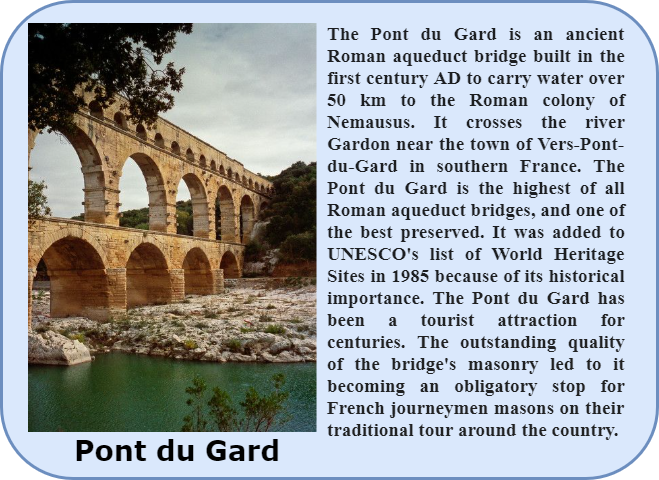 The Pont du Gard is an ancient
Roman aqueduct bridge built in the
first century AD to carry water over
50 km to the Roman colony of
Nemausus. It crosses the river
Gardon near the town of Vers-Pont-
du-Gard in southern France. The
Pont du Gard is the highest of all
Roman aqueduct bridges, and one of
the best preserved. It was added to
UNESCO's list of World Heritage
Sites in 1985 because of its historical
importance. The Pont du Gard has
been a tourist attraction for
centuries. The outstanding quality
of the bridge's masonry led to it
becoming an obligatory stop for
French journeymen masons on their
traditional tour around the country.
Pont du Gard